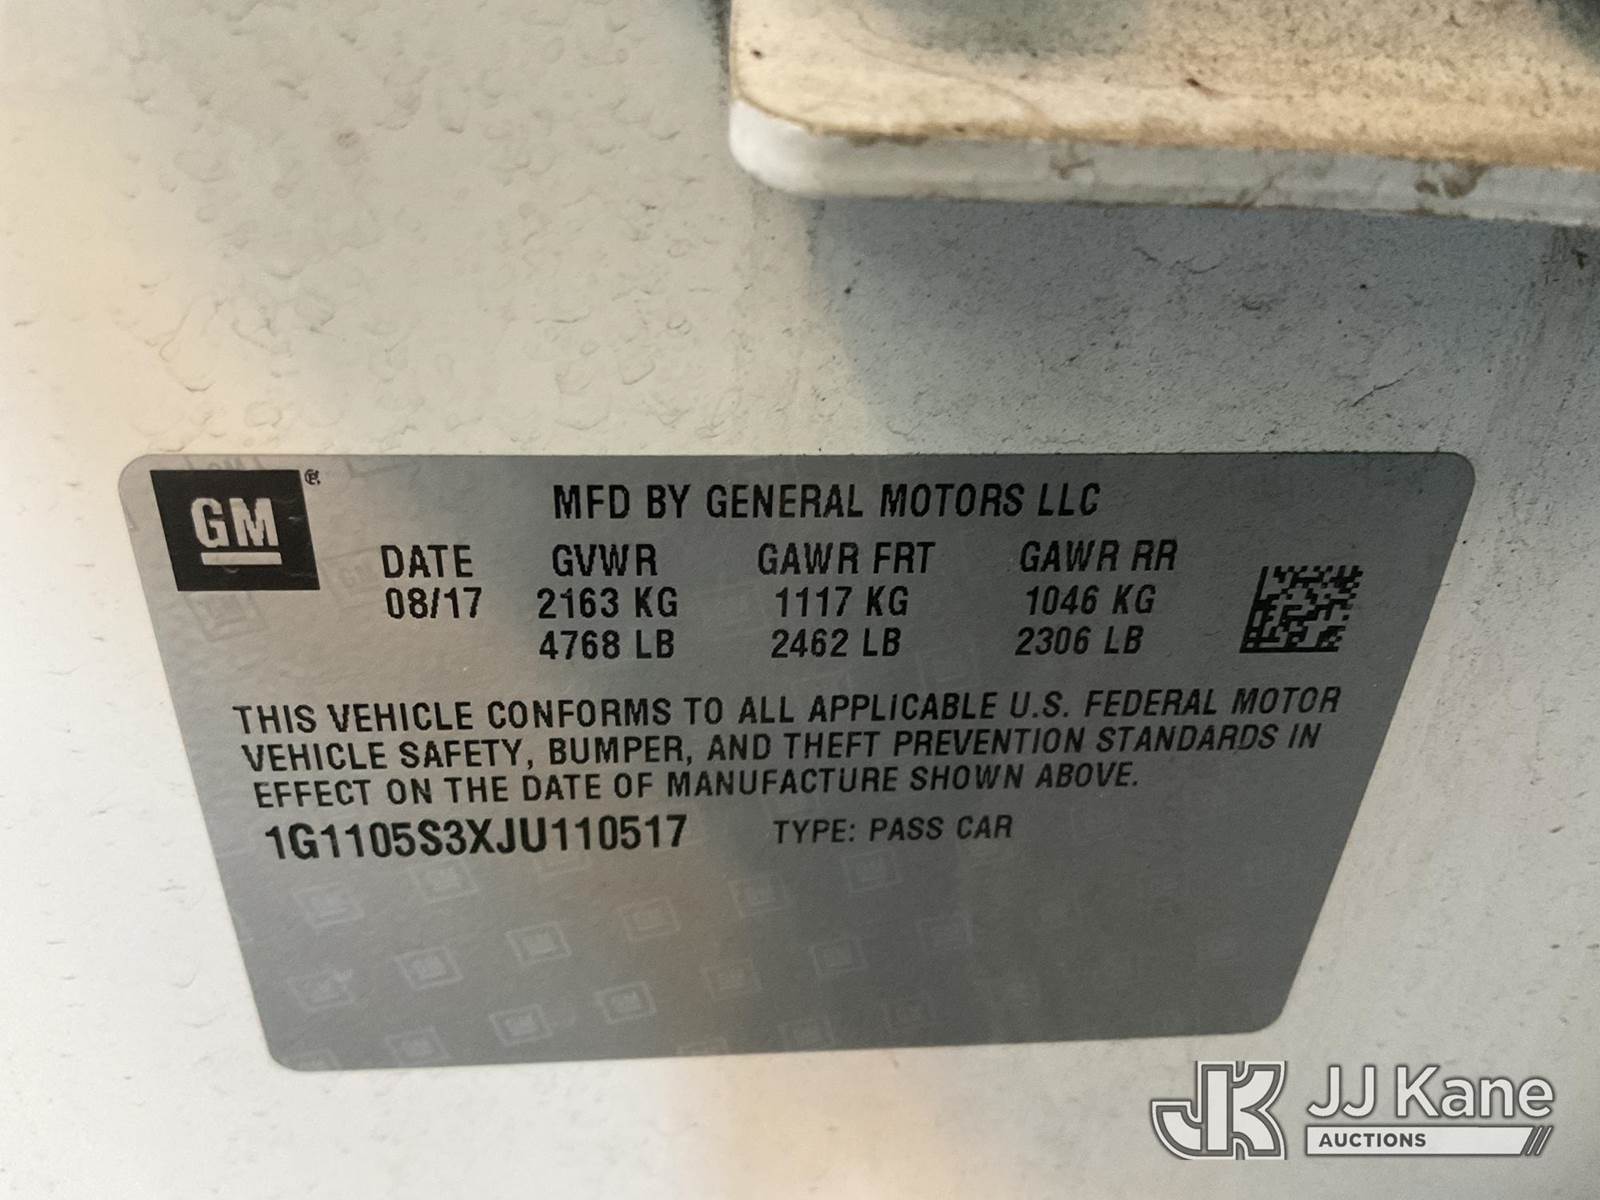 GM®
MFD BY GENERAL MOTORS LLC
DATE GVWR GAWR FRT GAWR RR
08/17 2163 KG 1117 KG 1046 KG
4768 LB 2462 LB 2306 LB
THIS VEHICLE CONFORMS TO ALL APPLICABLE U.S. FEDERAL MOTOR
VEHICLE SAFETY, BUMPER, AND THEFT PREVENTION STANDARDS IN
EFFECT ON THE DATE OF MANUFACTURE SHOWN ABOVE.
1G1105S3XJU110517 TYPE: PASS CAR
JK JJ Kane
AUCTIONS